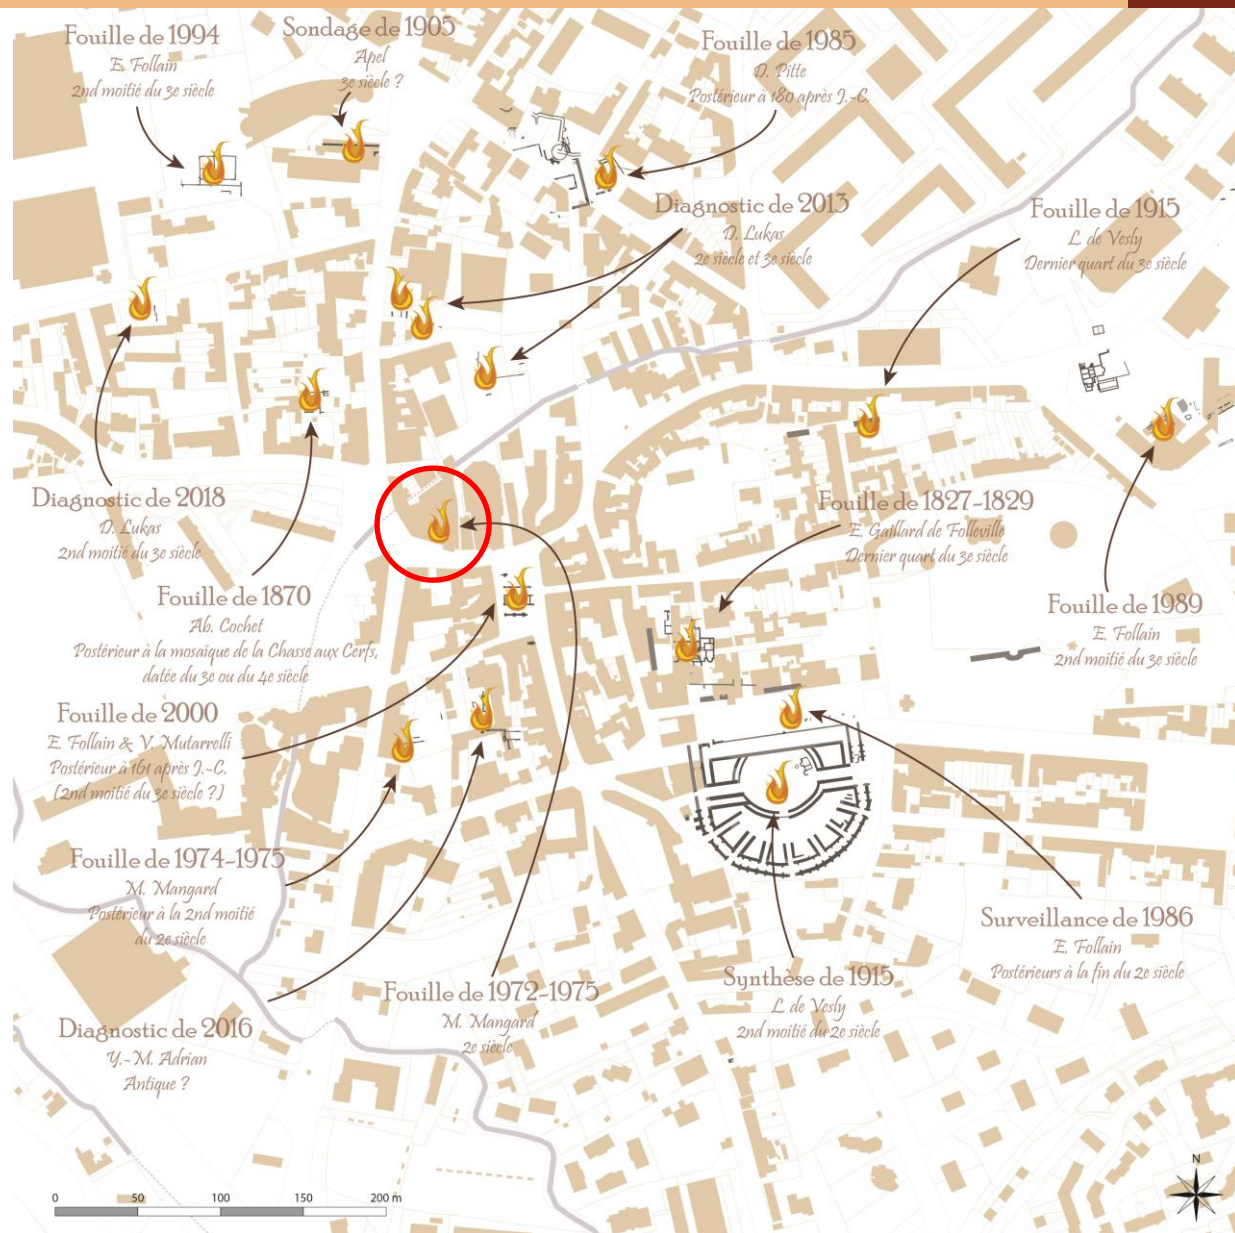 Fouille de 1994
E. Follain
2nd moitié du 3e siècle
Sondage de 1905
Apel
3e siècle ?
Fouille de 1985
D. Pitte
Postérieur à 180 après J.-C.
Diagnostic de 2013
D. Lukas
2e siècle et 3e siècle
Fouille de 1915
L. de Vesly
Dernier quart du 3e siècle
Diagnostic de 2018
D. Lukas
2nd moitié du 3e siècle
Fouille de 1827-1829
E. Gaillard de Folleville
Dernier quart du 3e siècle
Fouille de 1870
Ab. Cochet
Postérieur à la mosaïque de la Chasse aux Cerfs,
datée du 3e ou du 4e siècle
Fouille de 1989
E. Follain
2nd moitié du 3e siècle
Fouille de 2000
E. Follain & V. Mutarrelli
Postérieur à 161 après J.-C.
(2nd moitié du 3e siècle ?)
Fouille de 1974-1975
M. Mangard
Postérieur à la 2nd moitié
du 2e siècle
Surveillance de 1986
E. Follain
Postérieurs à la fin du 2e siècle
Fouille de 1972-1975
M. Mangard
2e siècle
Synthèse de 1915
L. de Vesly
2nd moitié du 2e siècle
Diagnostic de 2016
Y.-M. Adrian
Antique ?
N
0 50 100 150 200 m